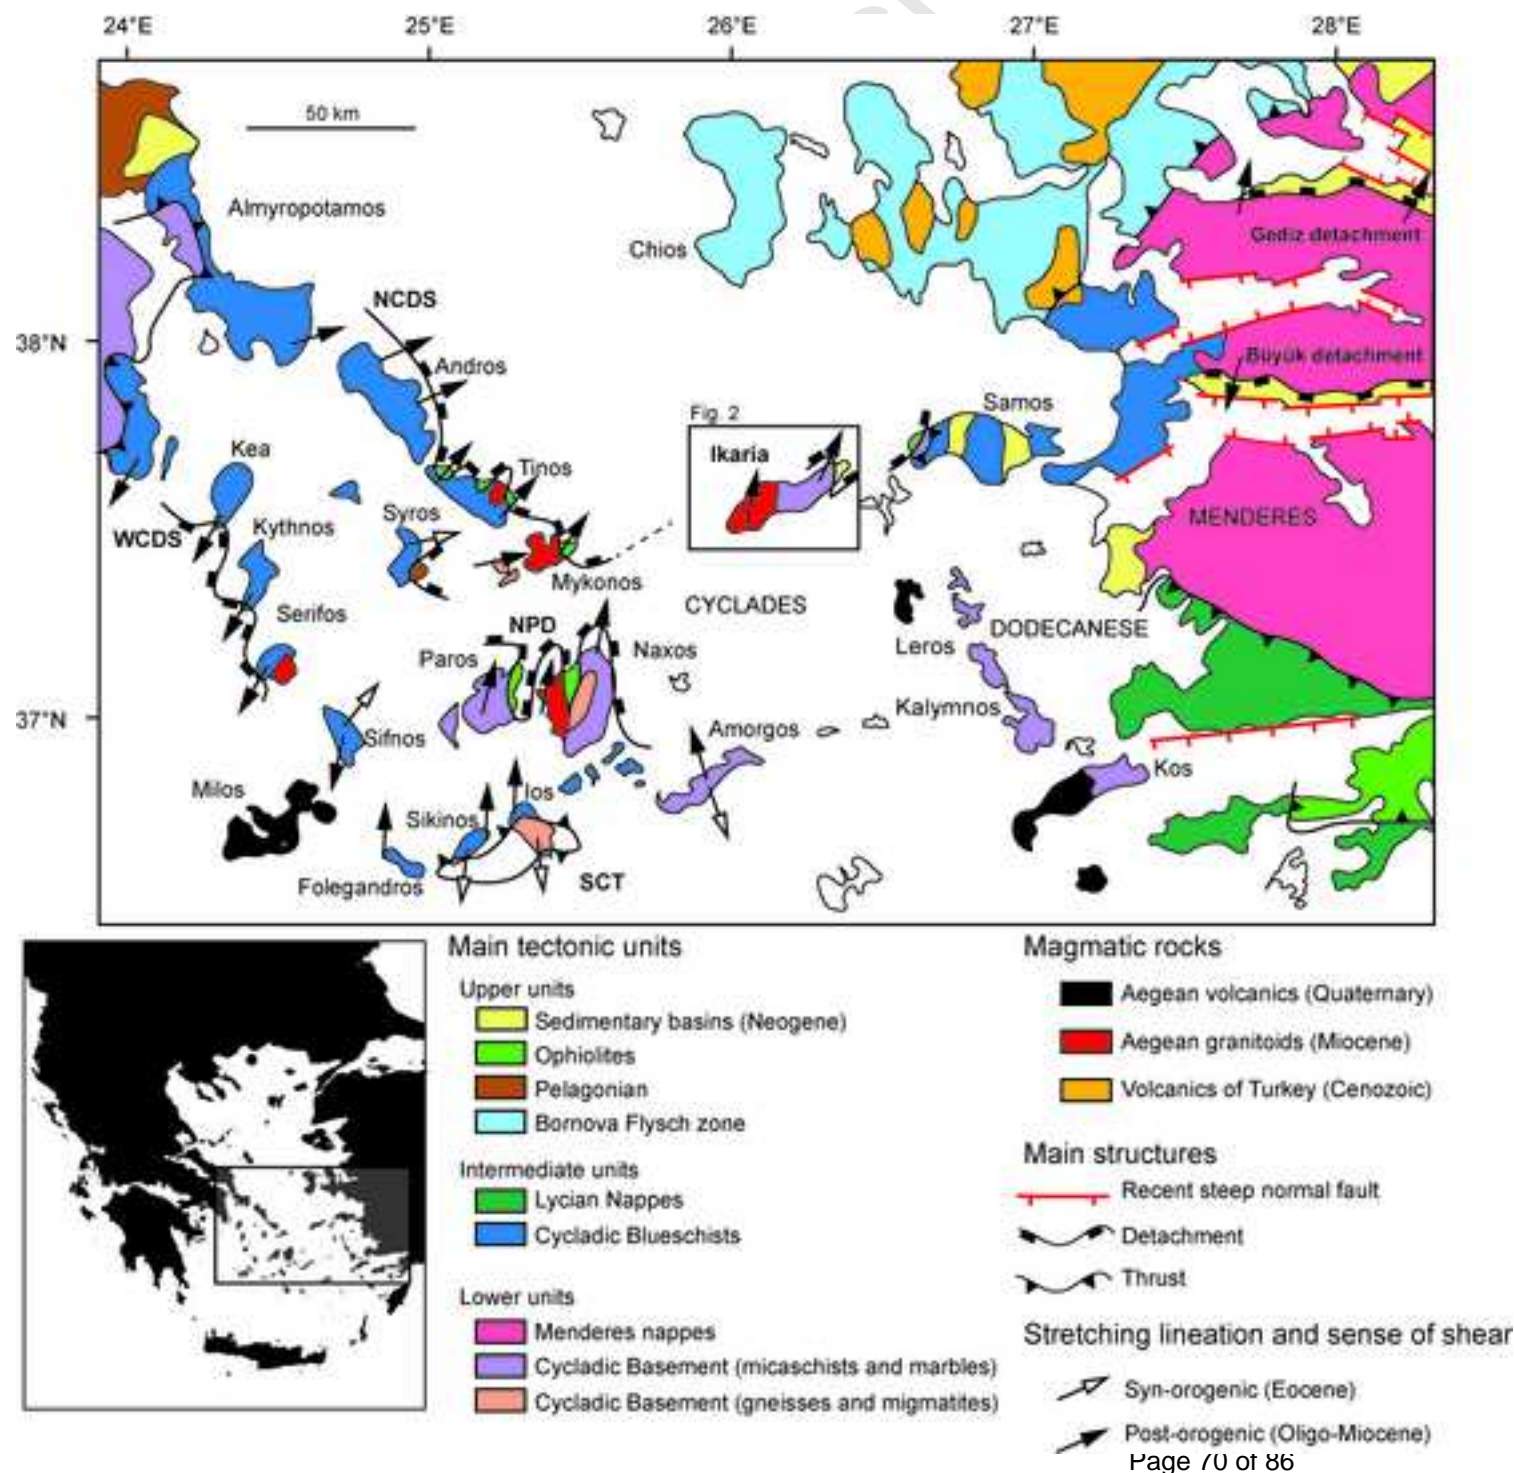 24°E 25°E 26°E 27°E 28°E
50 km
Almyropotamos
Chios
Gediz detachment
NCDS
38°N
Andros
Büyük detachment
Fig. 2
Samos
Kea
Ikaria
Tinos
Syros
MENDERES
WCDS
Kythnos
Mykonos
CYCLADES
Serifos
NPD
DODECANESE
Paros
Naxos
Leros
37°N
Kalymnos
Sifnos
Amorgos
Kos
Milos
Ios
Sikinos
Folegandros
SCT
Main tectonic units
Upper units
Sedimentary basins (Neogene)
Ophiolites
Pelagonian
Bornova Flysch zone
Intermediate units
Lycian Nappes
Cycladic Blueschists
Lower units
Menderes nappes
Cycladic Basement (micaschists and marbles)
Cycladic Basement (gneisses and migmatites)
Magmatic rocks
Aegean volcanics (Quaternary)
Aegean granitoids (Miocene)
Volcanics of Turkey (Cenozoic)
Main structures
Recent steep normal fault
Detachment
Thrust
Stretching lineation and sense of shear
Syn-orogenic (Eocene)
Post-orogenic (Oligo-Miocene)
Page 70 of 86